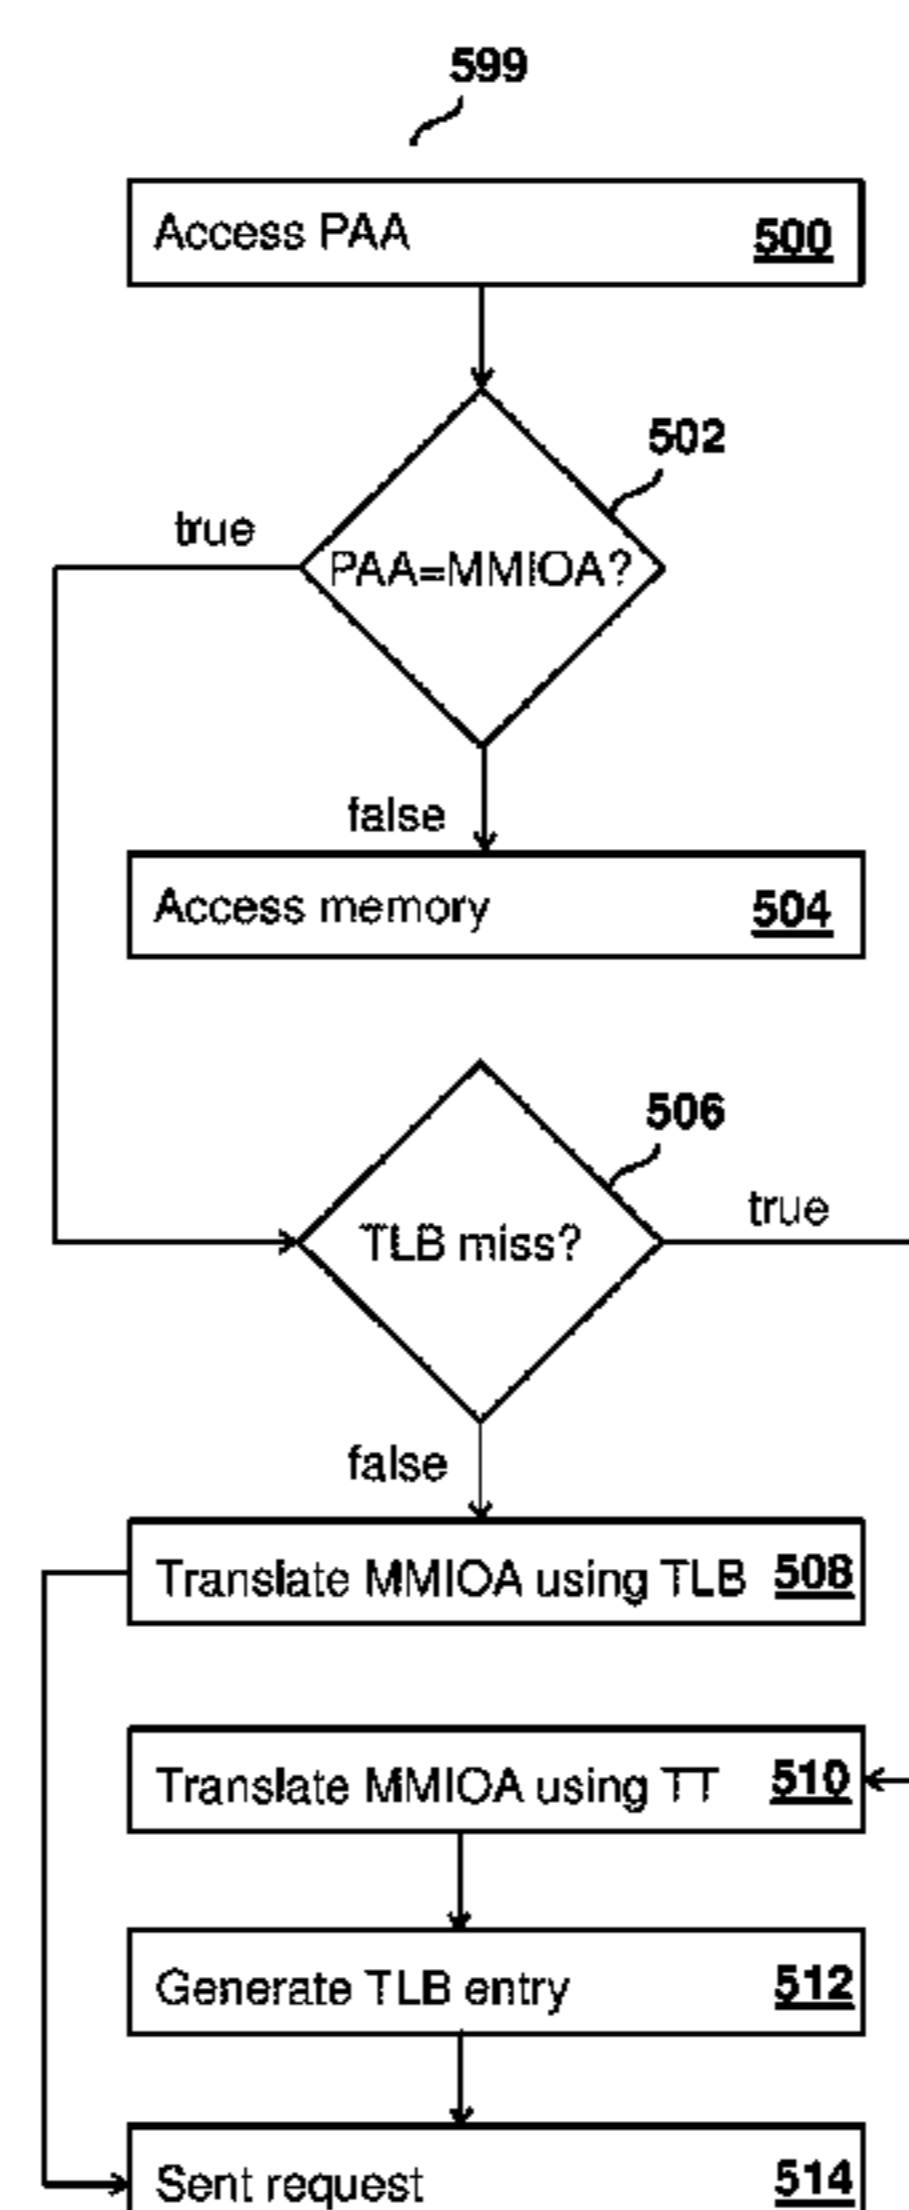 599
Access PAA 500
502
true
PAA=MMIOA?
false
Access memory 504
506
true
TLB miss?
false
Translate MMIOA using TLB 508
Translate MMIOA using TT 510
Generate TLB entry 512
Sent request 514